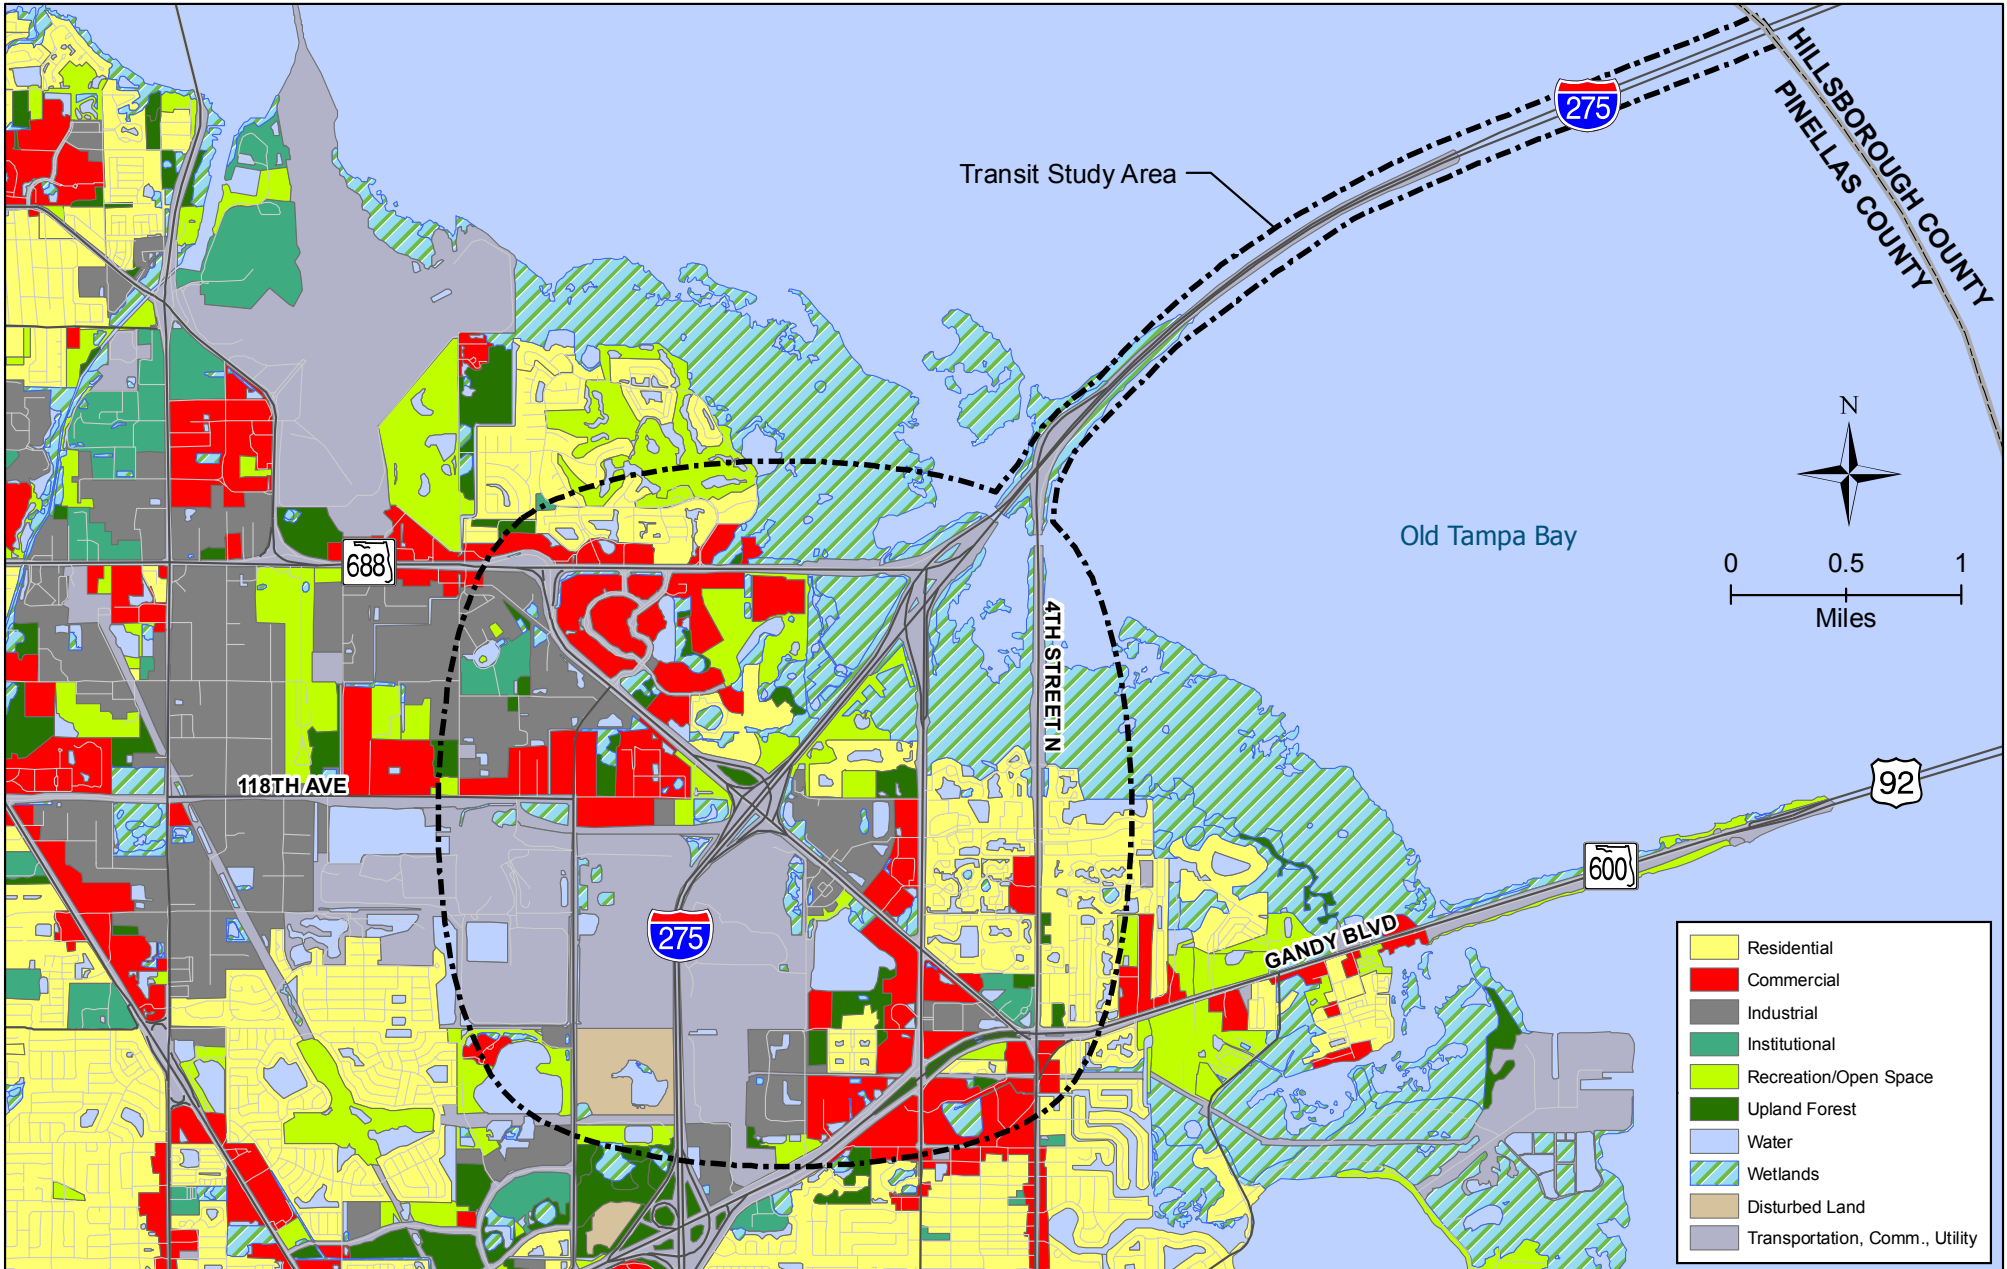 275
HILLSBOROUGH COUNTY
PINELLAS COUNTY
Transit Study Area
N
Old Tampa Bay
0 0.5 1
Miles
688
4TH STREET N
118TH AVE
92
600
275
GANDY BLVD
Residential
Commercial
Industrial
Institutional
Recreation/Open Space
Upland Forest
Water
Wetlands
Disturbed Land
Transportation, Comm., Utility